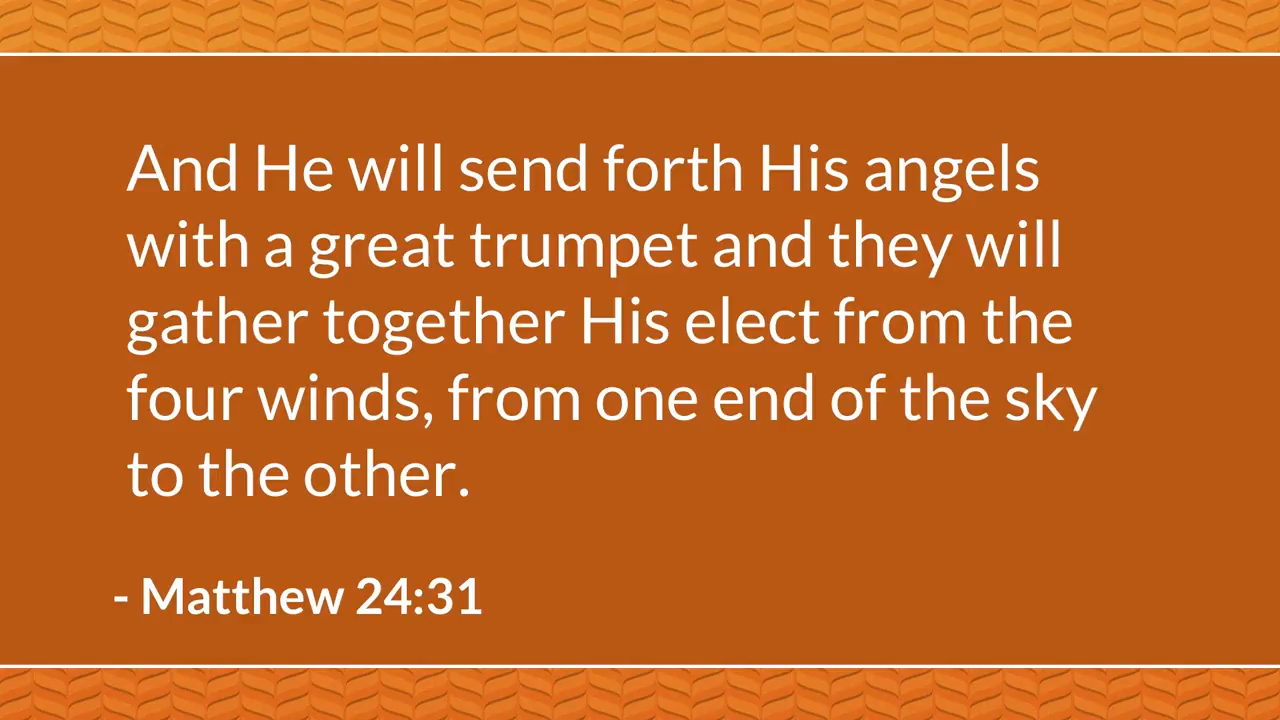 And He will send forth His angels
with a great trumpet and they will
gather together His elect from the
four winds, from one end of the sky
to the other.
- Matthew 24:31